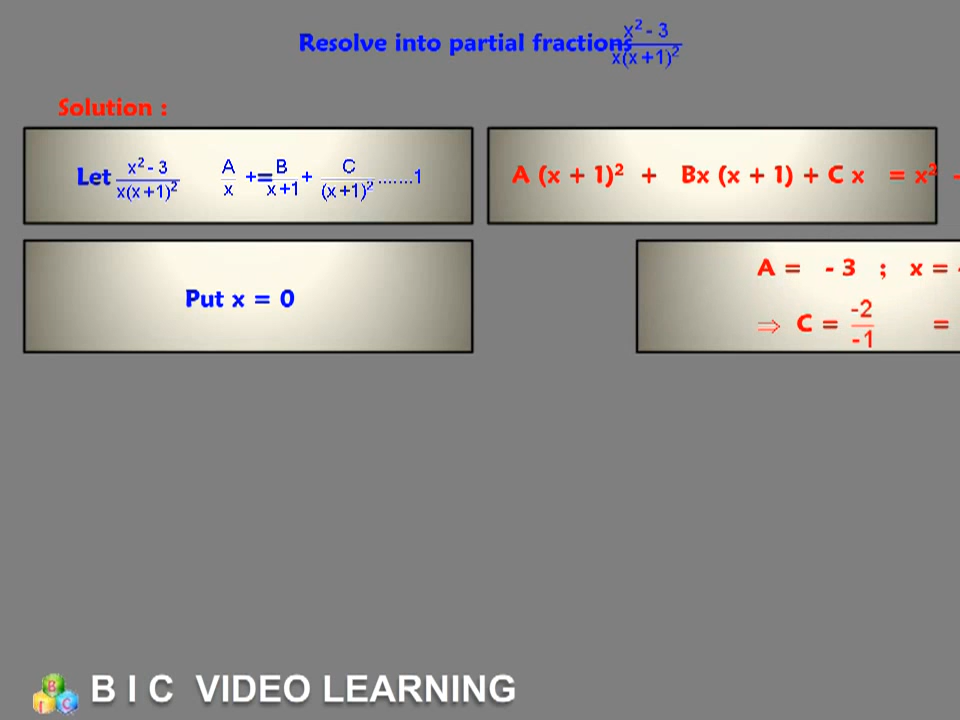 Resolve into partial fractions x² - 3 / x(x+1)²
Solution :
Let x² - 3 / x(x+1)² = A/x + B/x+1 + C/(x+1)² .......1
A (x + 1)² + Bx (x + 1) + C x = x² -
Put x = 0
A = - 3 ; x = -
⇒ C = -2/-1 =
B I C VIDEO LEARNING